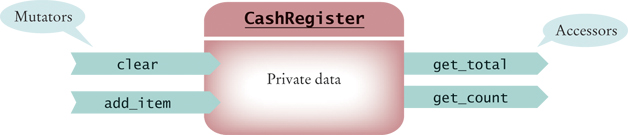 Mutators
CashRegister
Accessors
clear
get_total
Private data
add_item
get_count